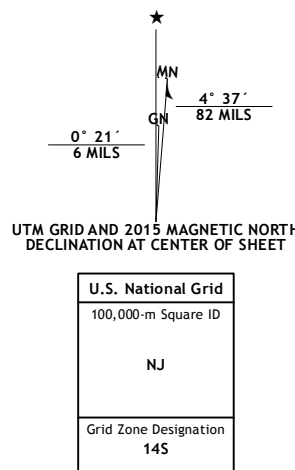 MN
4° 37´
82 MILS
GN
0° 21´
6 MILS
UTM GRID AND 2015 MAGNETIC NORTH
DECLINATION AT CENTER OF SHEET
U.S. National Grid
100,000-m Square ID
NJ
Grid Zone Designation
14S